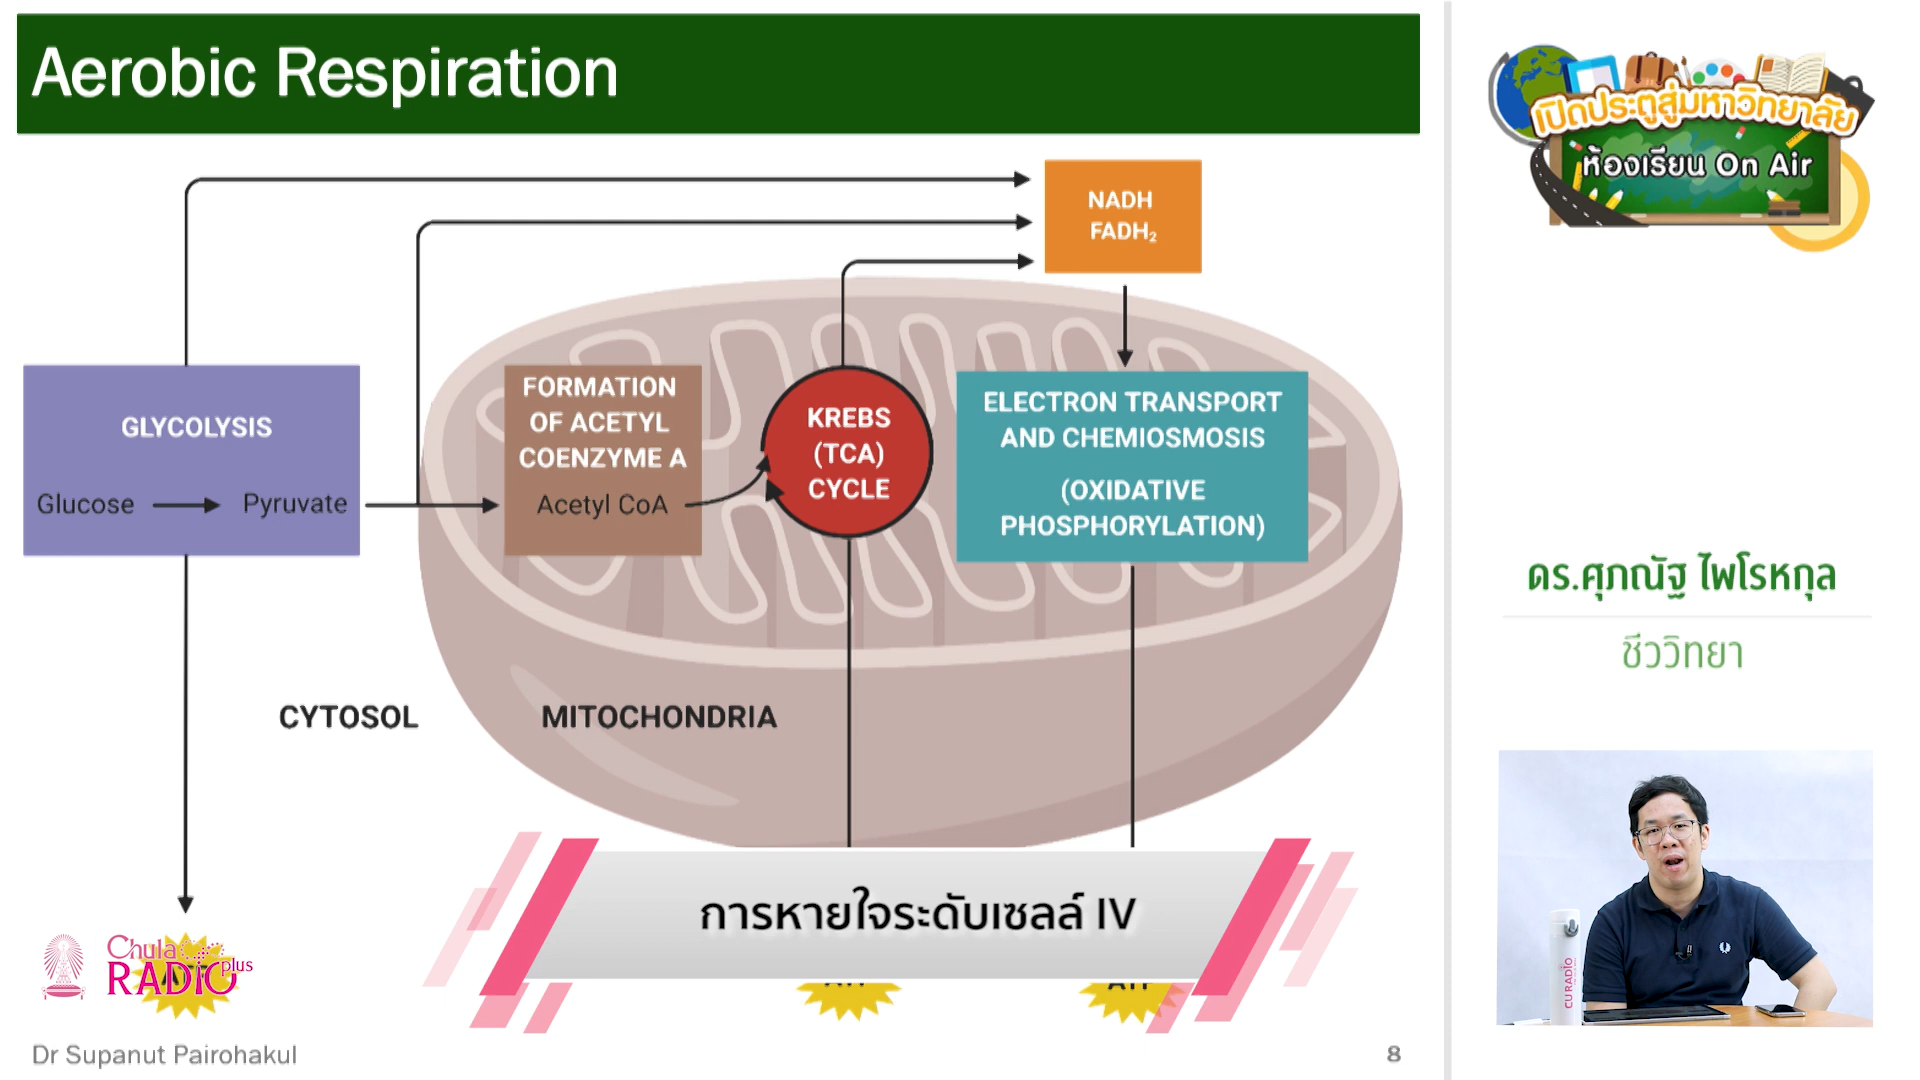 Aerobic Respiration
NADH
FADH₂
GLYCOLYSIS
Glucose
Pyruvate
FORMATION
OF ACETYL
COENZYME A
Acetyl CoA
KREBS
(TCA)
CYCLE
ELECTRON TRANSPORT
AND CHEMIOSMOSIS
(OXIDATIVE
PHOSPHORYLATION)
CYTOSOL
MITOCHONDRIA
การหายใจระดับเซลล์ IV
Chula
RADIO plus
Dr Supanut Pairohakul
8
เปิดประตูสู่มหาวิทยาลัย
ห้องเรียน On Air
ดร.ศุภณัฐ ไพโรหกุล
ชีววิทยา
CU RADIO